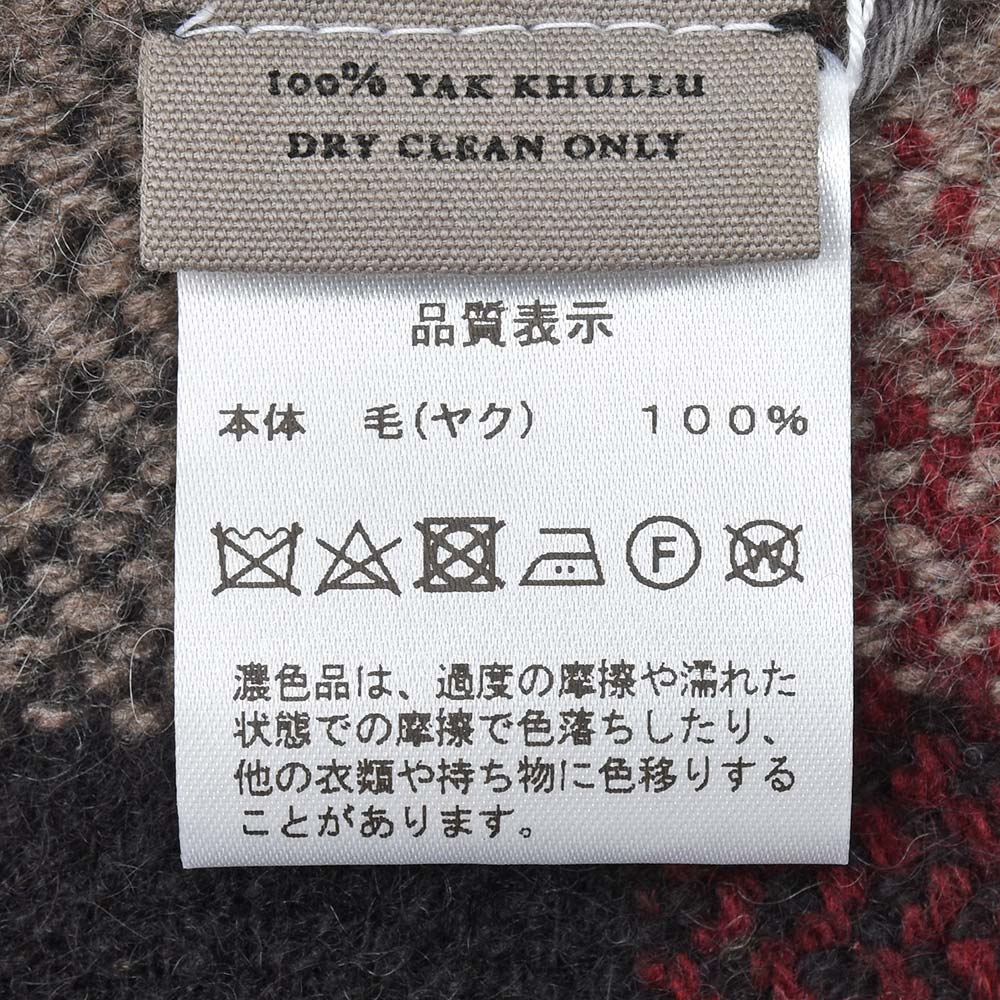 100% YAK KHULLU
DRY CLEAN ONLY
品質表示
本体 毛(ヤク) 100%
F W
濃色品は、過度の摩擦や濡れた
状態での摩擦で色落ちしたり、
他の衣類や持ち物に色移りする
ことがあります。